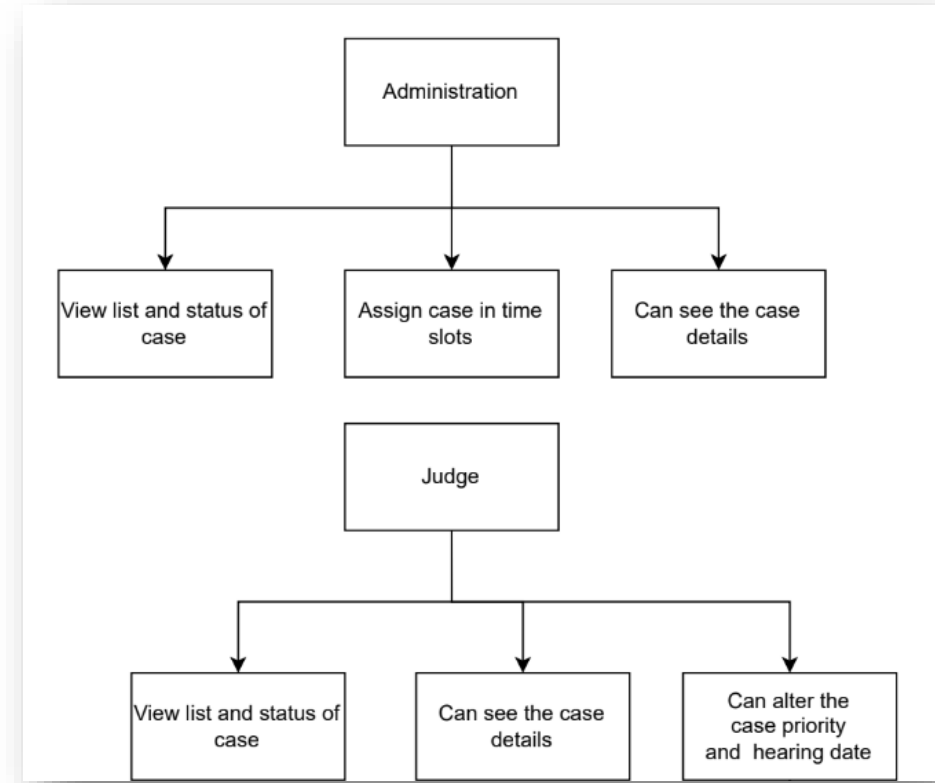 Administration
View list and status of
case
Assign case in time
slots
Can see the case
details
Judge
View list and status of
case
Can see the case
details
Can alter the
case priority
and hearing date